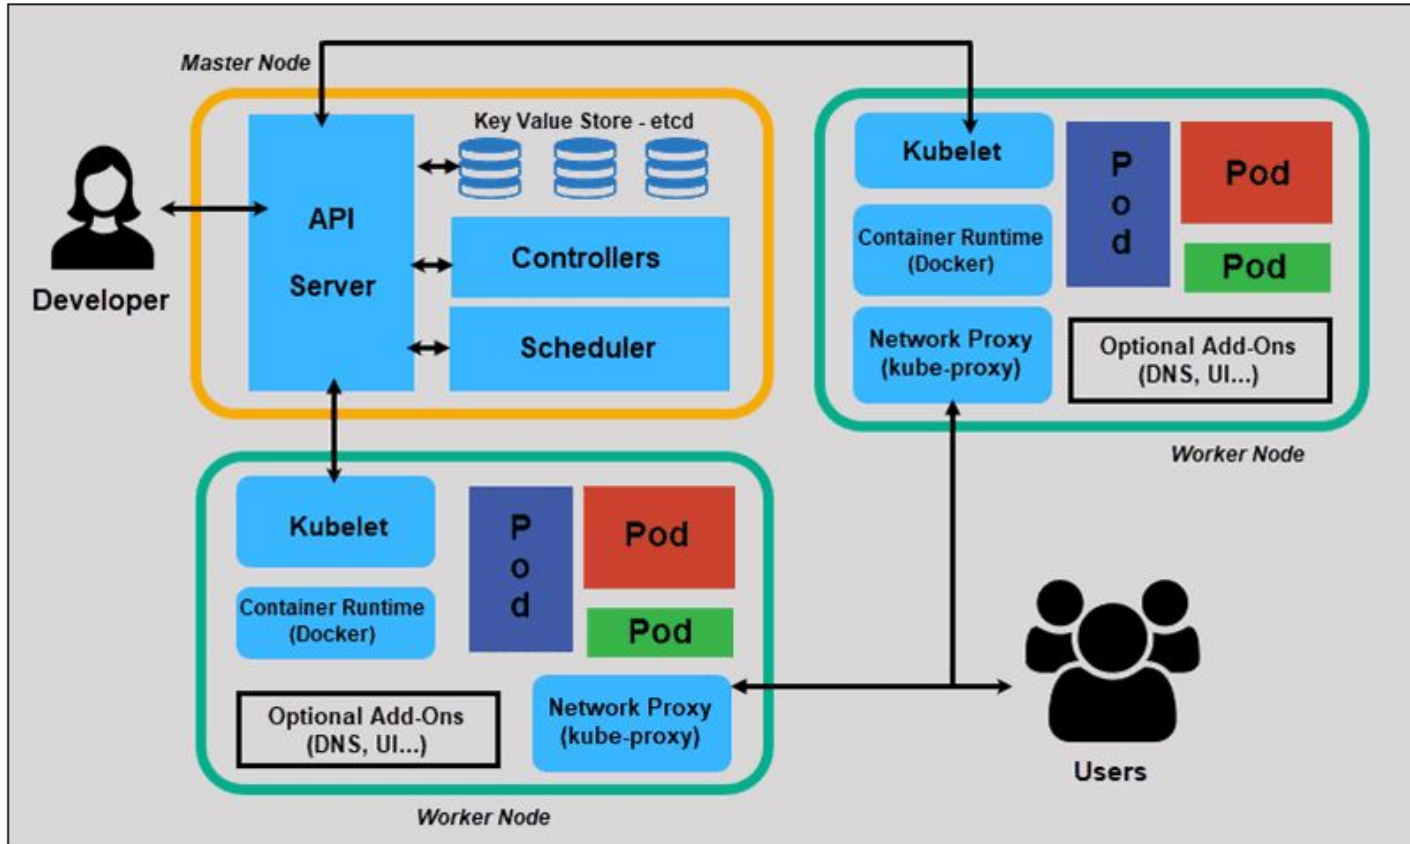 Master Node
Key Value Store - etcd
API
Server
Controllers
Scheduler
Developer
Kubelet
Container Runtime
(Docker)
Network Proxy
(kube-proxy)
P
o
d
Pod
Pod
Optional Add-Ons
(DNS, UI...)
Worker Node
Kubelet
Container Runtime
(Docker)
P
o
d
Pod
Pod
Optional Add-Ons
(DNS, UI...)
Network Proxy
(kube-proxy)
Worker Node
Users